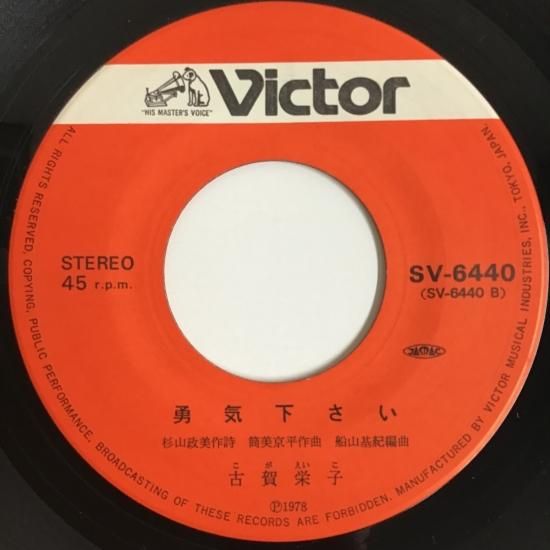 "HIS MASTER'S VOICE"
Victor
STEREO
45 r.p.m.
SV-6440
(SV-6440 B)
JASRAC
勇気下さい
杉山政美作詩 筒美京平作曲 船山基紀編曲
こがえいこ
古賀栄子
Ⓟ1978
ALL RIGHTS RESERVED, COPYING, PUBLIC PERFORMANCE, BROADCASTING OF THESE RECORDS ARE FORBIDDEN. MANUFACTURED BY VICTOR MUSICAL INDUSTRIES, INC., TOKYO, JAPAN.